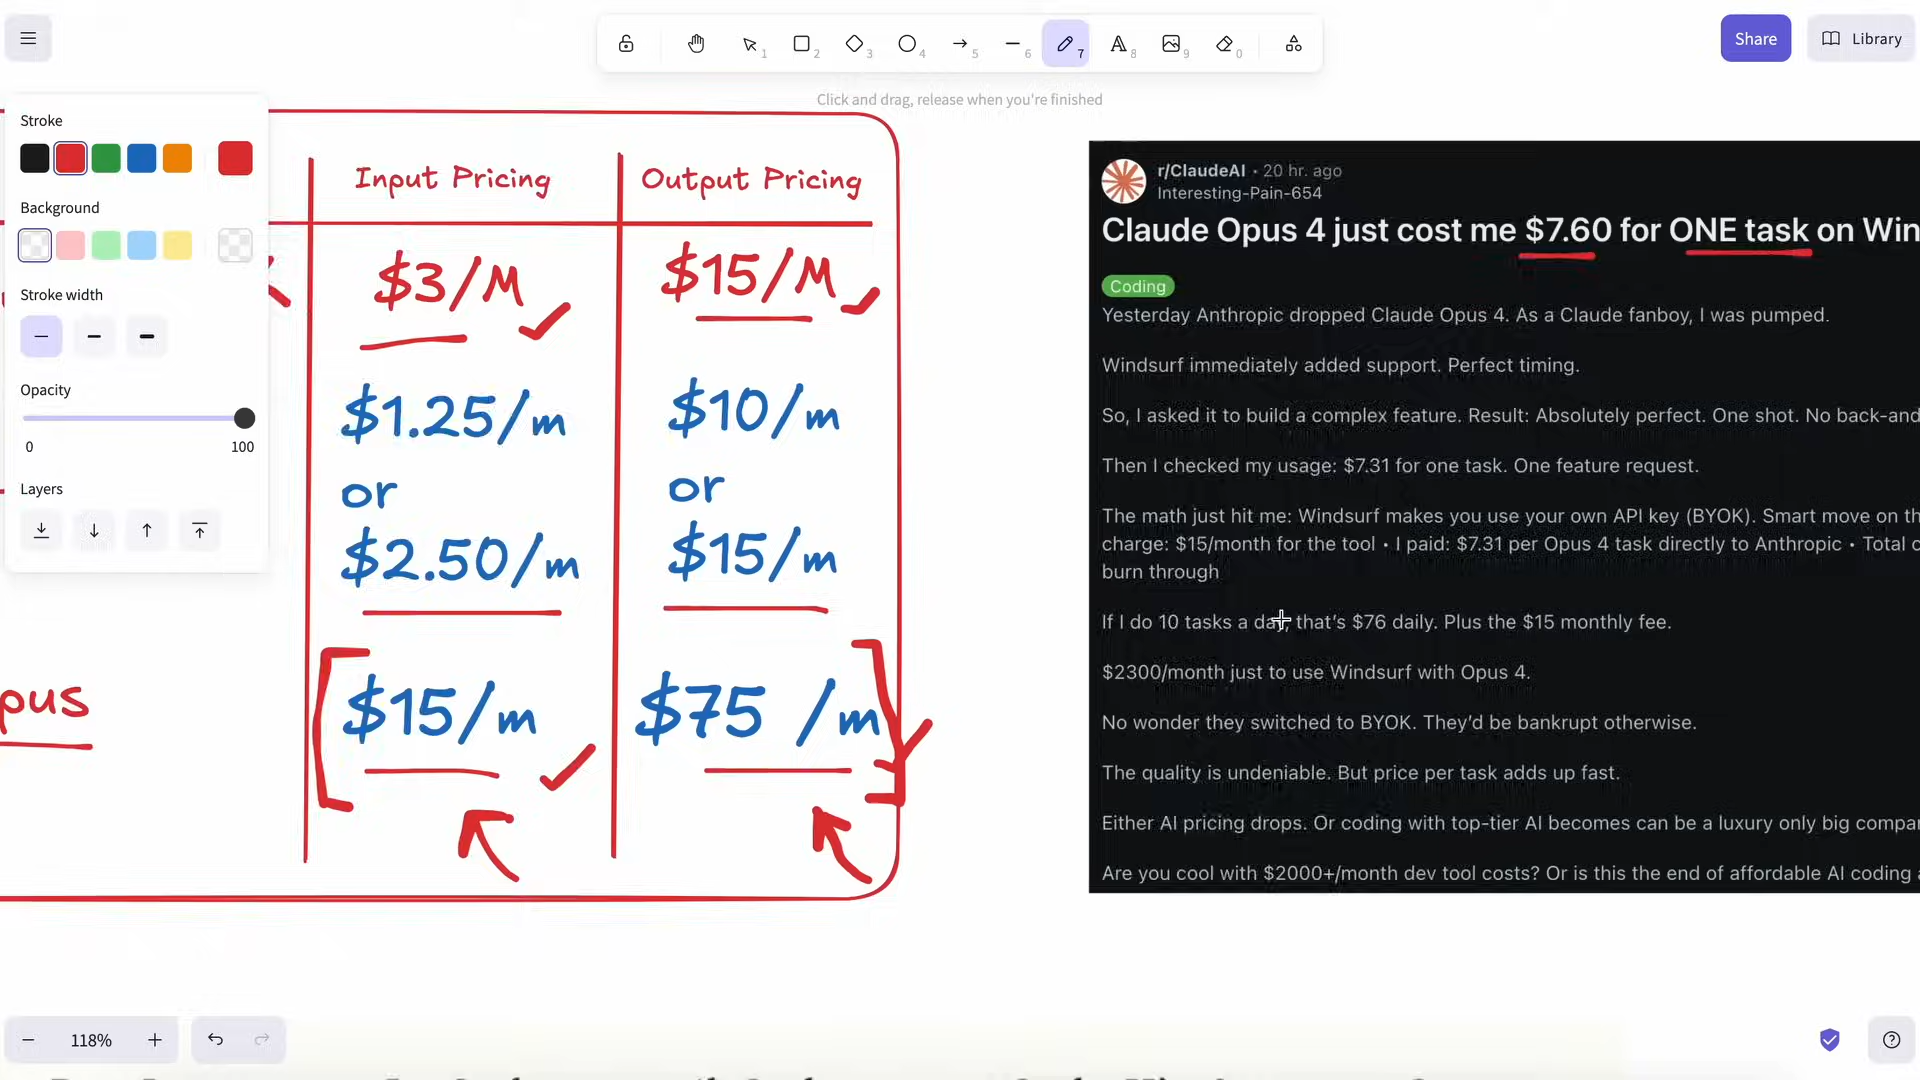 1
2
3
4
5
6
7
8
9
0
Share
Library
Click and drag, release when you're finished
Stroke
Background
Stroke width
Opacity
0
100
Layers
Input Pricing
Output Pricing
$3/M
$15/M
$1.25/m
$10/m
or
or
$2.50/m
$15/m
pus
$15/m
$75 /m
r/ClaudeAI • 20 hr. ago
Interesting-Pain-654
Claude Opus 4 just cost me $7.60 for ONE task on Win
Coding
Yesterday Anthropic dropped Claude Opus 4. As a Claude fanboy, I was pumped.
Windsurf immediately added support. Perfect timing.
So, I asked it to build a complex feature. Result: Absolutely perfect. One shot. No back-and
Then I checked my usage: $7.31 for one task. One feature request.
The math just hit me: Windsurf makes you use your own API key (BYOK). Smart move on th
charge: $15/month for the tool • I paid: $7.31 per Opus 4 task directly to Anthropic • Total c
burn through
If I do 10 tasks a day, that's $76 daily. Plus the $15 monthly fee.
$2300/month just to use Windsurf with Opus 4.
No wonder they switched to BYOK. They'd be bankrupt otherwise.
The quality is undeniable. But price per task adds up fast.
Either AI pricing drops. Or coding with top-tier AI becomes can be a luxury only big compa
Are you cool with $2000+/month dev tool costs? Or is this the end of affordable AI coding a
118%